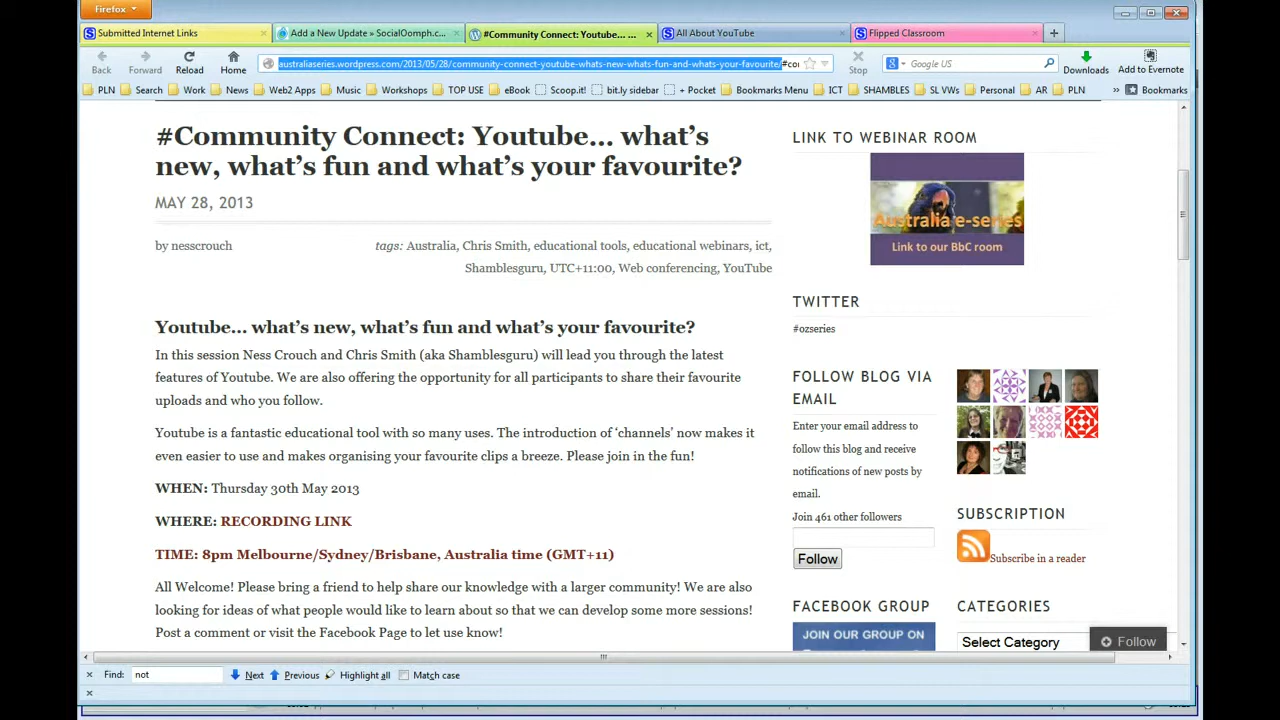 Firefox
Submitted Internet Links
Add a New Update » SocialOomph.c...
#Community Connect: Youtube... ...
All About YouTube
Flipped Classroom
australiaseries.wordpress.com/2013/05/28/community-connect-youtube-whats-new-whats-fun-and-whats-your-favourite/#coi
Google US
Back
Forward
Reload
Home
Stop
Downloads
Add to Evernote
PLN
Search
Work
News
Web2 Apps
Music
Workshops
TOP USE
eBook
Scoop.it!
bit.ly sidebar
+ Pocket
Bookmarks Menu
ICT
SHAMBLES
SL VWs
Personal
AR
PLN
Bookmarks
#Community Connect: Youtube... what's
new, what's fun and what's your favourite?
MAY 28, 2013
by nesscrouch
tags: Australia, Chris Smith, educational tools, educational webinars, ict,
Shamblesguru, UTC+11:00, Web conferencing, YouTube
Youtube... what's new, what's fun and what's your favourite?
In this session Ness Crouch and Chris Smith (aka Shamblesguru) will lead you through the latest
features of Youtube. We are also offering the opportunity for all participants to share their favourite
uploads and who you follow.
Youtube is a fantastic educational tool with so many uses. The introduction of 'channels' now makes it
even easier to use and makes organising your favourite clips a breeze. Please join in the fun!
WHEN: Thursday 30th May 2013
WHERE: RECORDING LINK
TIME: 8pm Melbourne/Sydney/Brisbane, Australia time (GMT+11)
All Welcome! Please bring a friend to help share our knowledge with a larger community! We are also
looking for ideas of what people would like to learn about so that we can develop some more sessions!
Post a comment or visit the Facebook Page to let use know!
LINK TO WEBINAR ROOM
Australia e-series
Link to our BbC room
TWITTER
#ozseries
FOLLOW BLOG VIA
EMAIL
Enter your email address to
follow this blog and receive
notifications of new posts by
email.
Join 461 other followers
Follow
SUBSCRIPTION
Subscribe in a reader
FACEBOOK GROUP
JOIN OUR GROUP ON
CATEGORIES
Select Category
Follow
Find:
not
Next
Previous
Highlight all
Match case